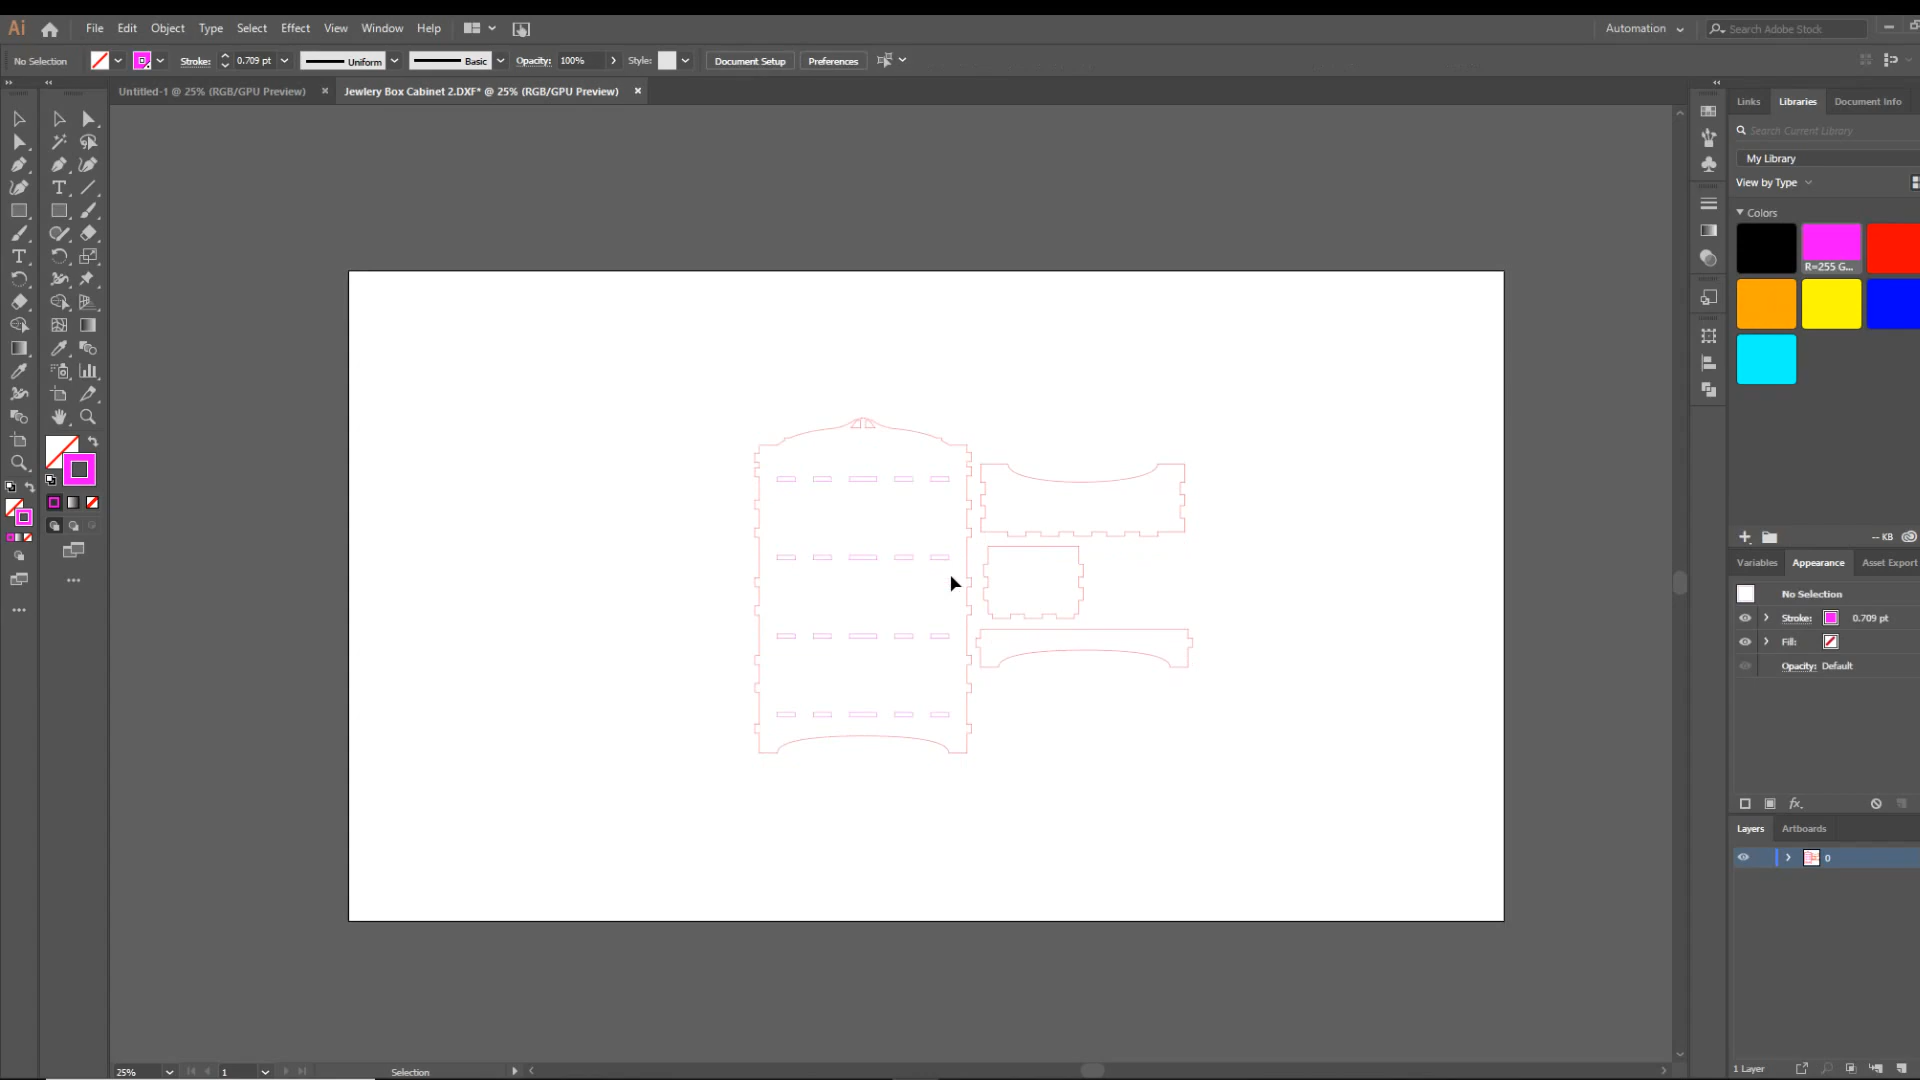 Ai File Edit Object Type Select Effect View Window Help Automation Search Adobe Stock
No Selection Stroke: 0.709 pt Uniform Basic Opacity: 100% Style: Document Setup Preferences
Untitled-1 @ 25% (RGB/GPU Preview) × Jewlery Box Cabinet 2.DXF* @ 25% (RGB/GPU Preview) ×
Links Libraries Document Info
Search Current Library
My Library
View by Type
Colors
R=255 G...
-- KB
Variables Appearance Asset Export
No Selection
Stroke: 0.709 pt
Fill:
Opacity: Default
fx.
Layers Artboards
0
25% 1 Selection
1 Layer